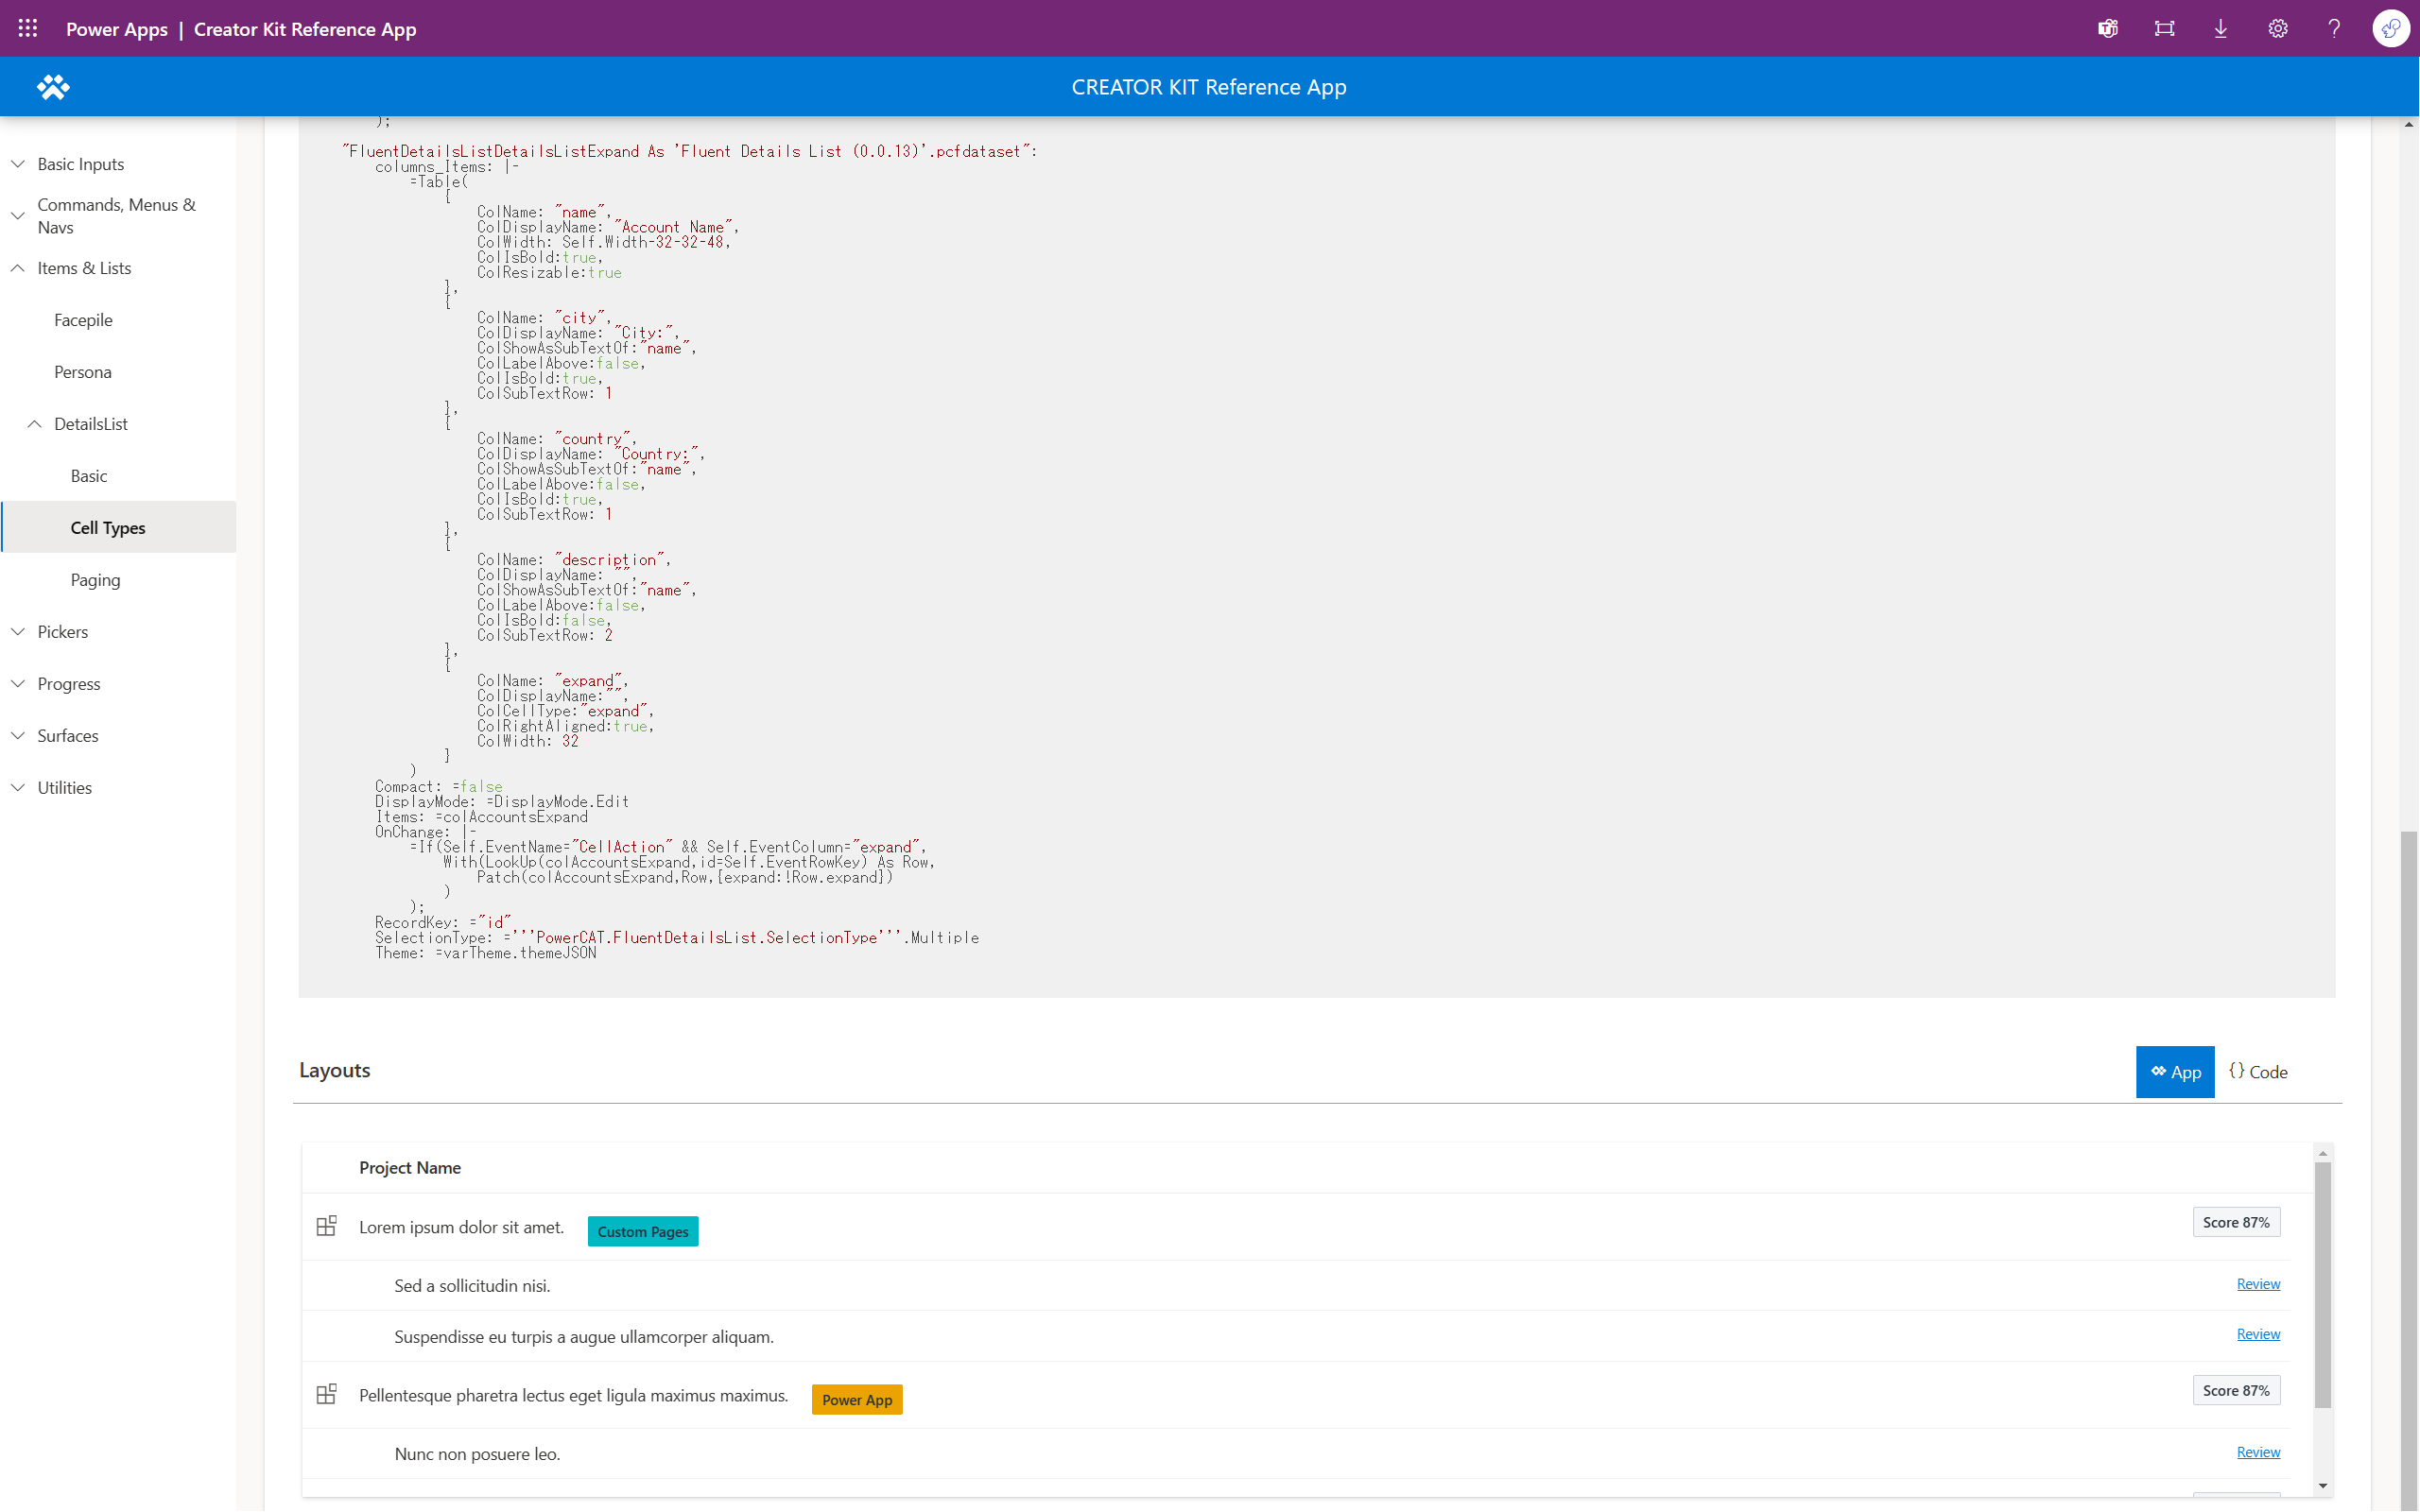 Power Apps | Creator Kit Reference App
CREATOR KIT Reference App
Basic Inputs
Commands, Menus &
Navs
Items & Lists
Facepile
Persona
DetailsList
Basic
Cell Types
Paging
Pickers
Progress
Surfaces
Utilities
);
"FluentDetailsListDetailsListExpand As 'Fluent Details List (0.0.13)'.pcfdataset":
columns_Items: |-
=Table(
{
ColName: "name",
ColDisplayName: "Account Name",
ColWidth: Self.Width-32-32-48,
ColIsBold:true,
ColResizable:true
},
{
ColName: "city",
ColDisplayName: "City:",
ColShowAsSubTextOf:"name",
ColLabelAbove:false,
ColIsBold:true,
ColSubTextRow: 1
},
{
ColName: "country",
ColDisplayName: "Country:",
ColShowAsSubTextOf:"name",
ColLabelAbove:false,
ColIsBold:true,
ColSubTextRow: 1
},
{
ColName: "description",
ColDisplayName: "",
ColShowAsSubTextOf:"name",
ColLabelAbove:false,
ColIsBold:false,
ColSubTextRow: 2
},
{
ColName: "expand",
ColDisplayName:"",
ColCellType:"expand",
ColRightAligned:true,
ColWidth: 32
}
)
Compact: =false
DisplayMode: =DisplayMode.Edit
Items: =colAccountsExpand
OnChange: |-
=If(Self.EventName="CellAction" && Self.EventColumn="expand",
With(LookUp(colAccountsExpand,id=Self.EventRowKey) As Row,
Patch(colAccountsExpand,Row,{expand:!Row.expand})
)
);
RecordKey: ="id"
SelectionType: ='''PowerCAT.FluentDetailsList.SelectionType'''.Multiple
Theme: =varTheme.themeJSON
Layouts
App
{} Code
Project Name
Lorem ipsum dolor sit amet. Custom Pages Score 87%
Sed a sollicitudin nisi. Review
Suspendisse eu turpis a augue ullamcorper aliquam. Review
Pellentesque pharetra lectus eget ligula maximus maximus. Power App Score 87%
Nunc non posuere leo. Review